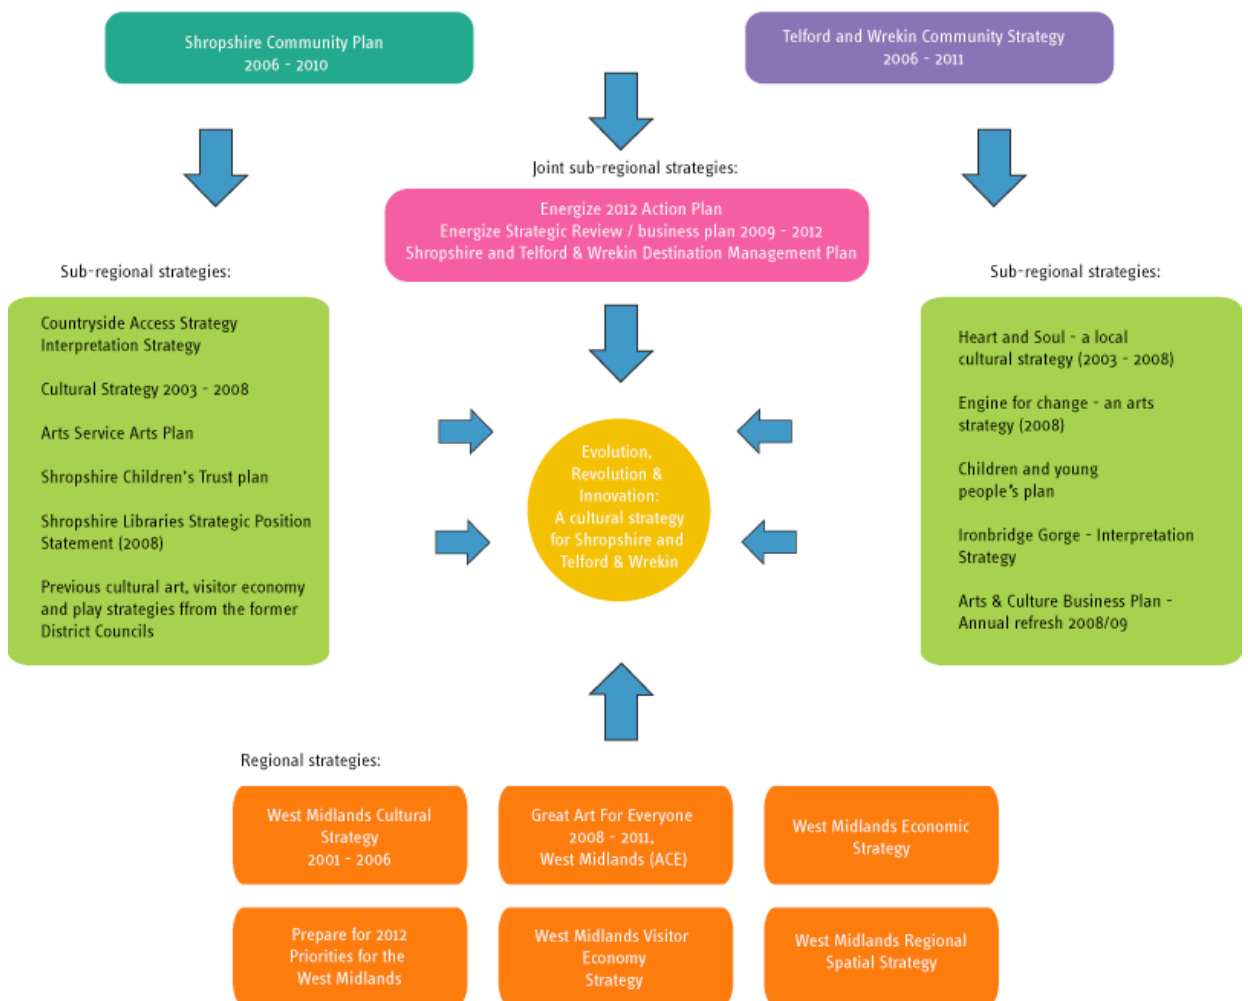 Shropshire Community Plan
2006 - 2010
Telford and Wrekin Community Strategy
2006 - 2011
Joint sub-regional strategies:
Energize 2012 Action Plan
Energize Strategic Review / business plan 2009 - 2012
Shropshire and Telford & Wrekin Destination Management Plan
Sub-regional strategies:
Countryside Access Strategy
Interpretation Strategy
Cultural Strategy 2003 - 2008
Arts Service Arts Plan
Shropshire Children's Trust plan
Shropshire Libraries Strategic Position
Statement (2008)
Previous cultural art, visitor economy
and play strategies ffrom the former
District Councils
Evolution,
Revolution &
Innovation:
A cultural strategy
for Shropshire and
Telford & Wrekin
Sub-regional strategies:
Heart and Soul - a local
cultural strategy (2003 - 2008)
Engine for change - an arts
strategy (2008)
Children and young
people's plan
Ironbridge Gorge - Interpretation
Strategy
Arts & Culture Business Plan -
Annual refresh 2008/09
Regional strategies:
West Midlands Cultural
Strategy
2001 - 2006
Great Art For Everyone
2008 - 2011,
West Midlands (ACE)
West Midlands Economic
Strategy
Prepare for 2012
Priorities for the
West Midlands
West Midlands Visitor
Economy
Strategy
West Midlands Regional
Spatial Strategy